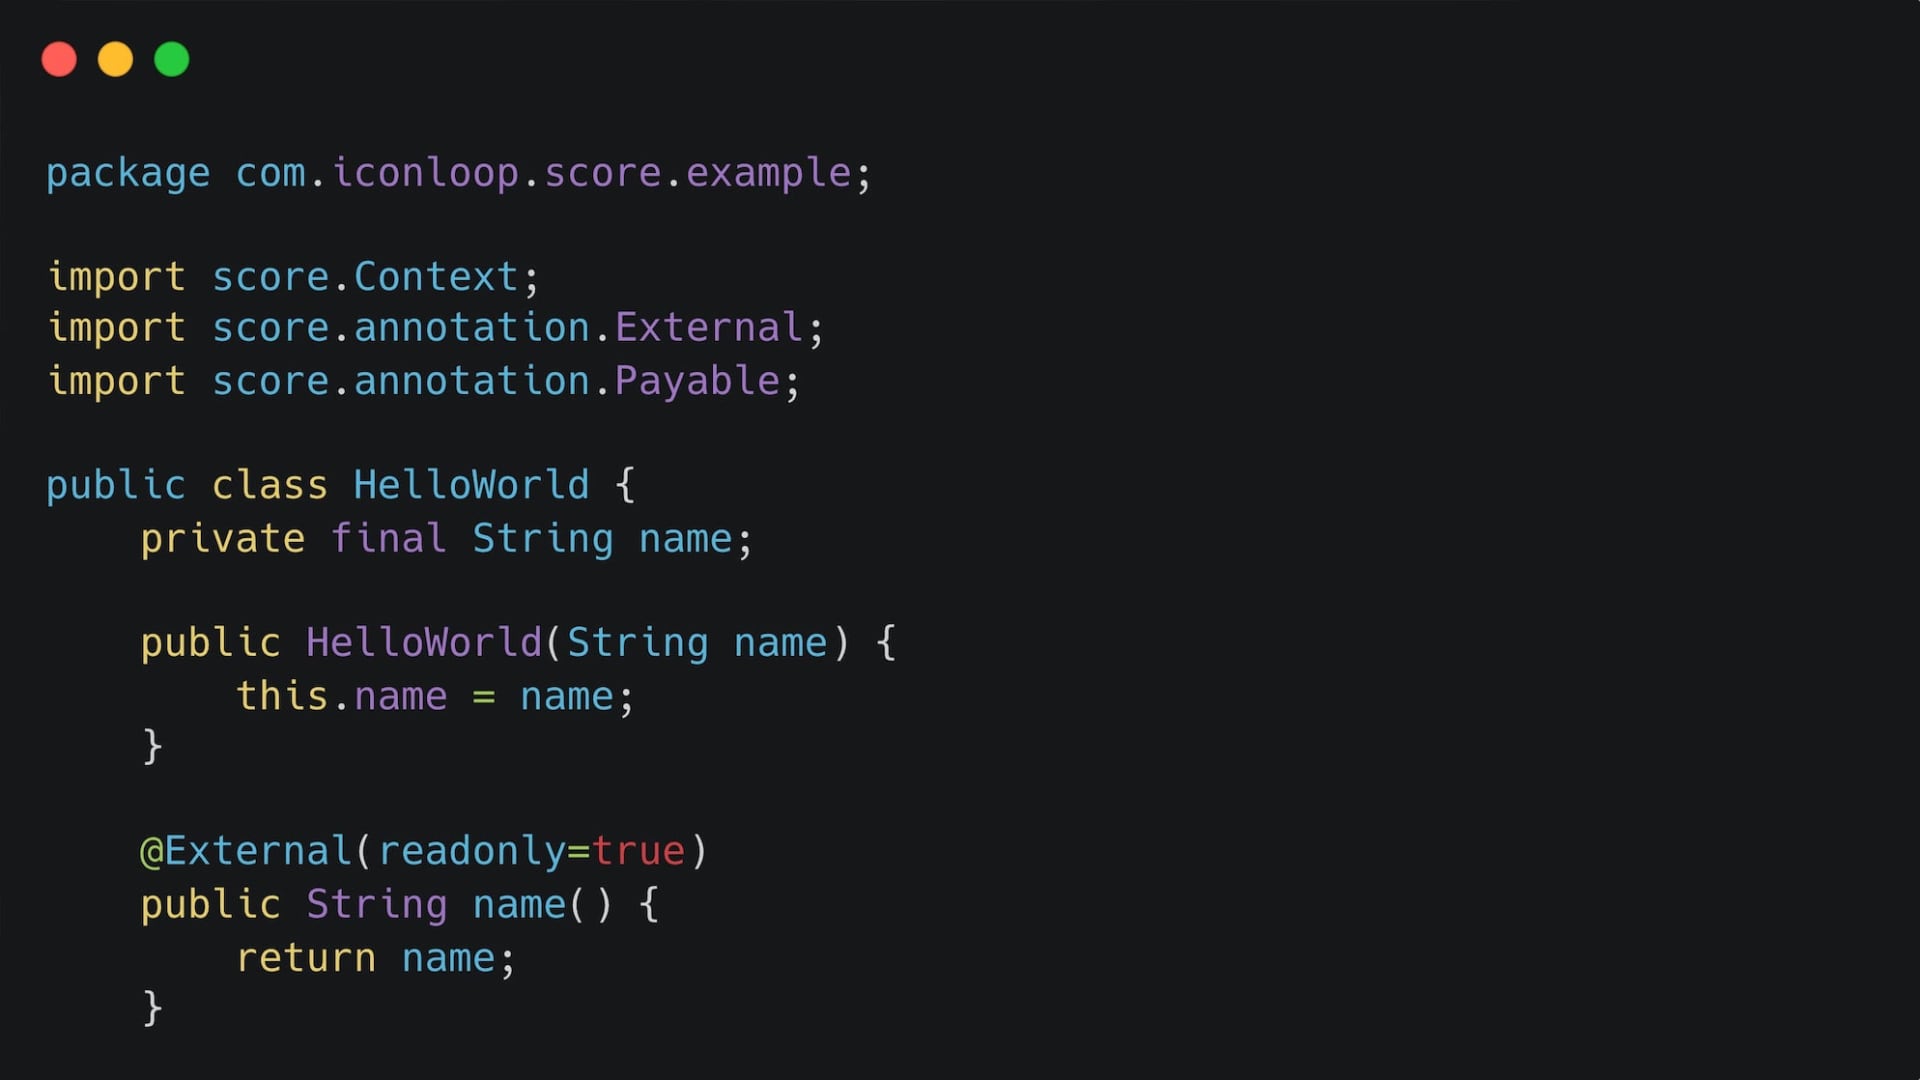 package com.iconloop.score.example;
import score.Context;
import score.annotation.External;
import score.annotation.Payable;
public class HelloWorld {
    private final String name;
    public HelloWorld(String name) {
        this.name = name;
    }
    @External(readonly=true)
    public String name() {
        return name;
    }